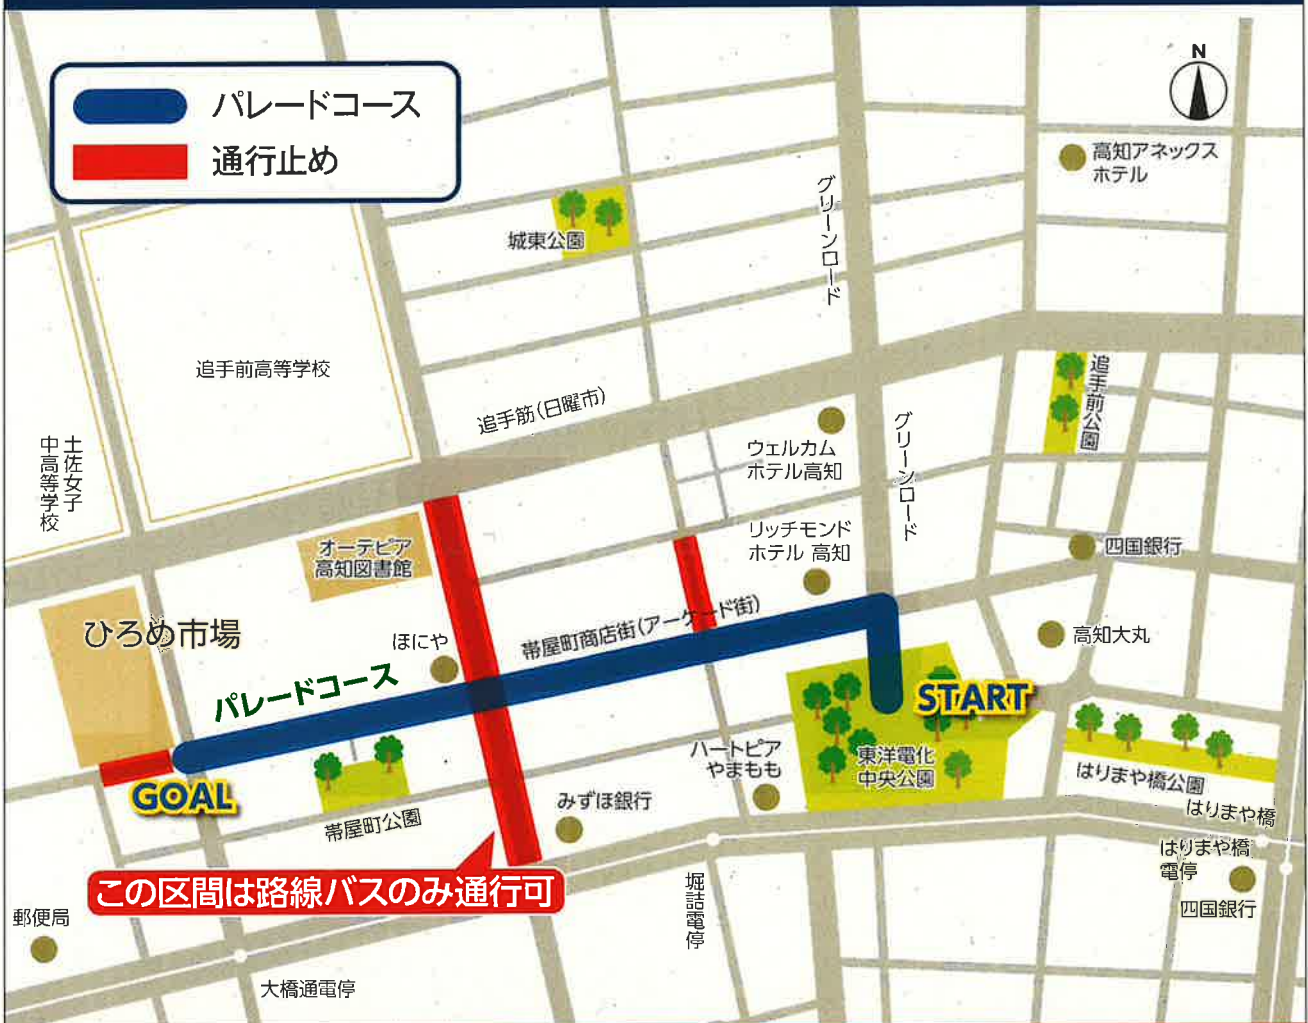 パレードコース
通行止め
N
高知アネックス
ホテル
グリーンロード
城東公園
追手前高等学校
追手筋(日曜市)
追手前公園
土佐女子
中高等学校
ウェルカム
ホテル高知
グリーンロード
リッチモンド
ホテル 高知
四国銀行
オーテピア
高知図書館
ひろめ市場
ほにや
帯屋町商店街(アーケード街)
高知大丸
パレードコース
START
GOAL
ハートピア
やまもも
東洋電化
中央公園
はりまや橋公園
はりまや橋
みずほ銀行
帯屋町公園
はりまや橋
電停
この区間は路線バスのみ通行可
堀詰電停
四国銀行
郵便局
大橋通電停